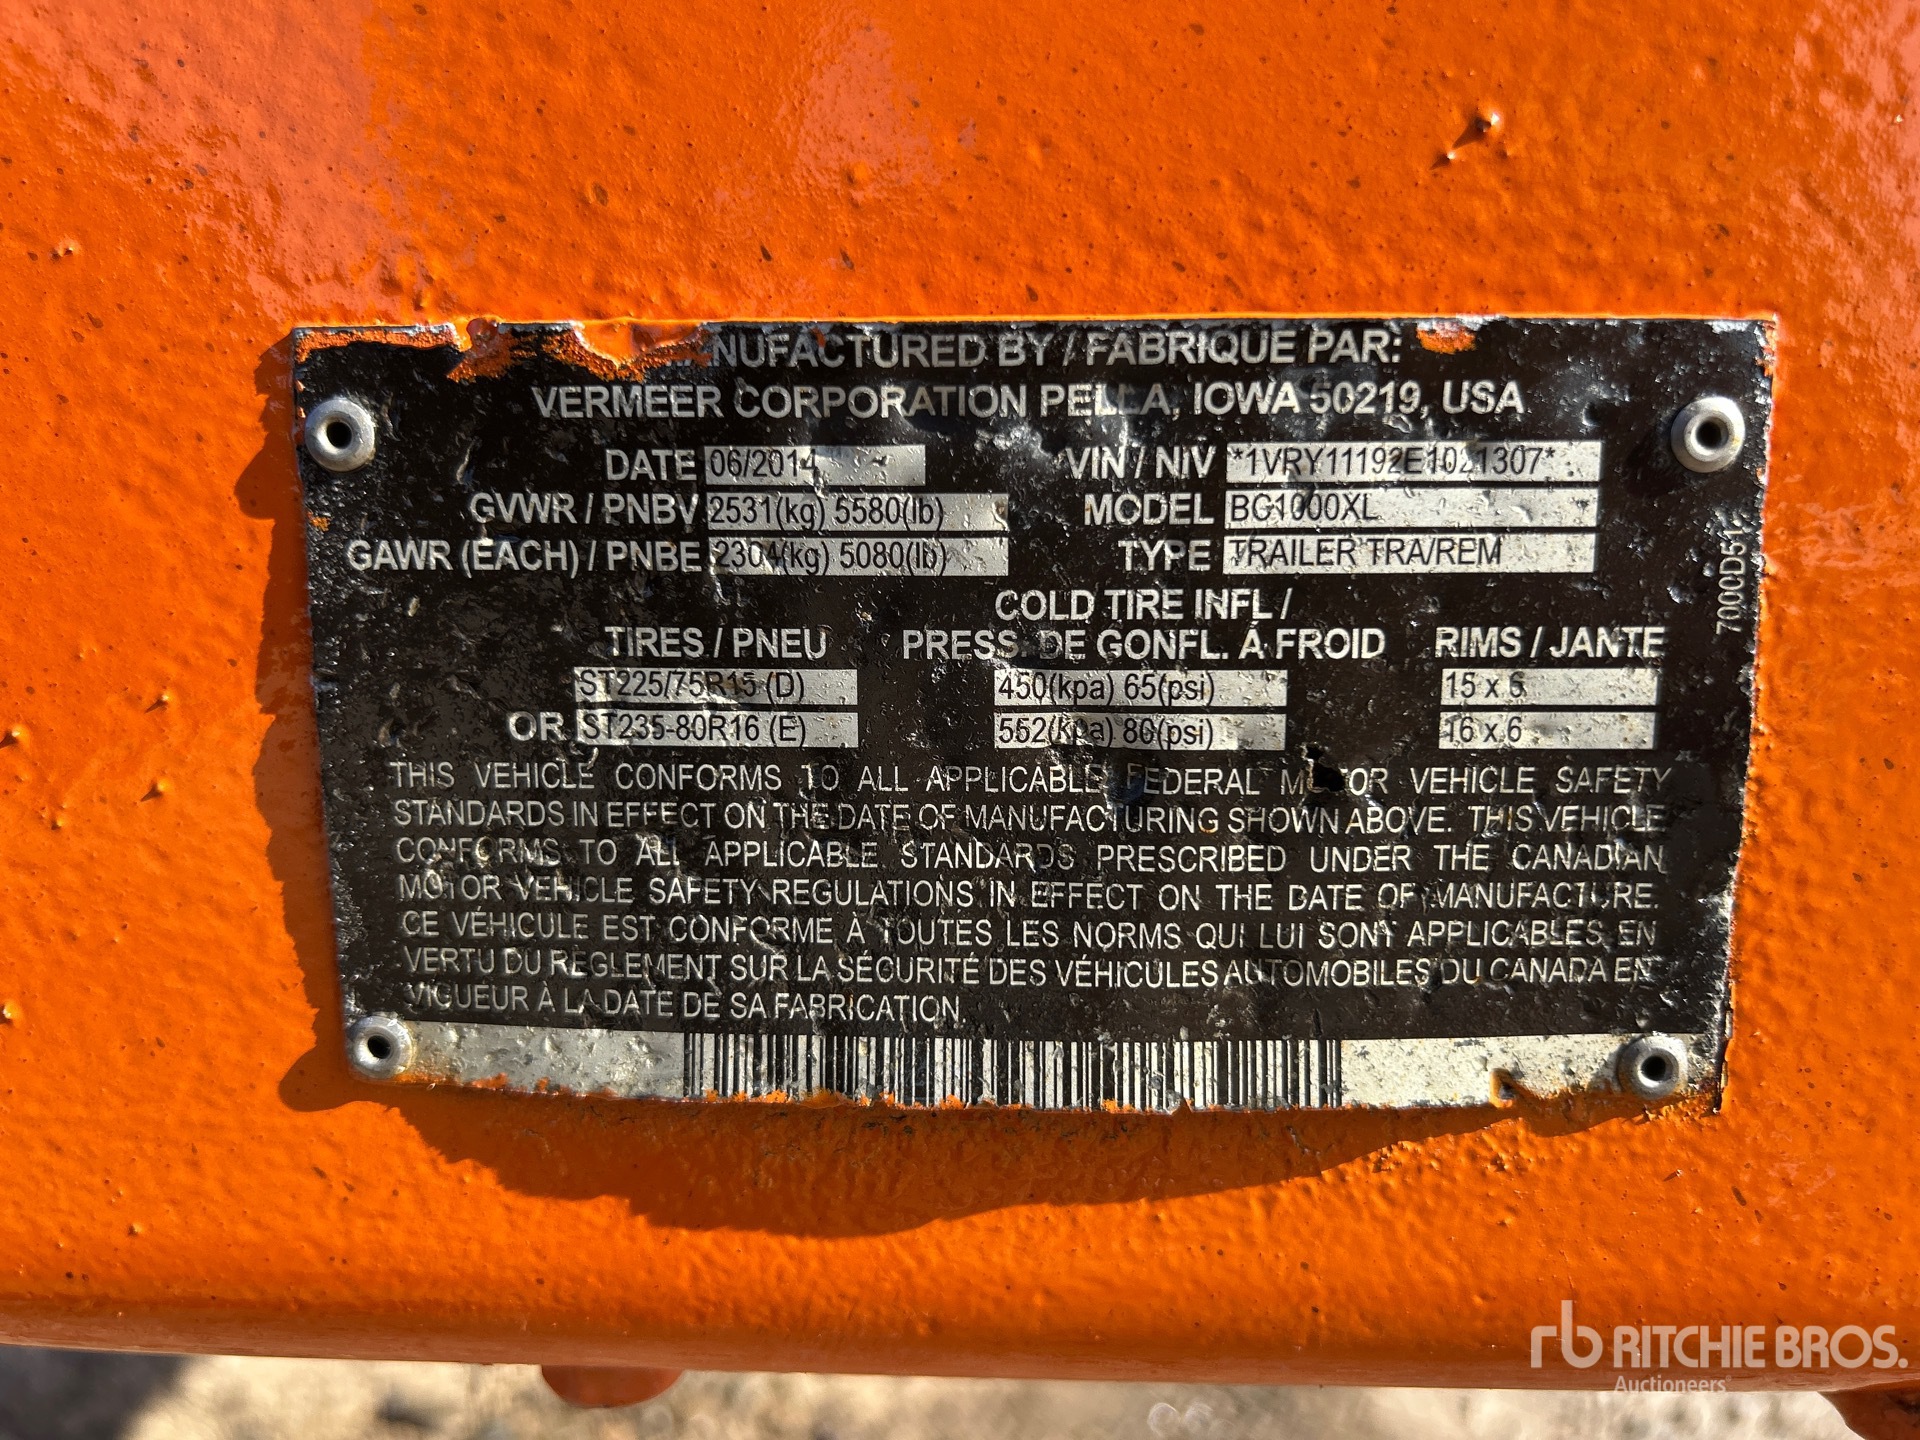 NUFACTURED BY / FABRIQUE PAR:
VERMEER CORPORATION PELLA, IOWA 50219, USA
DATE 06/2014 VIN / NIV *1VRY11192E1021307*
GVWR / PNBV 2531(kg) 5580(lb) MODEL BC1000XL
GAWR (EACH) / PNBE 2304(kg) 5080(lb) TYPE TRAILER TRA/REM
COLD TIRE INFL /
TIRES / PNEU PRESS. DE GONFL. À FROID RIMS / JANTE
ST225/75R15 (D) 450(kpa) 65(psi) 15 x 6
OR ST235-80R16 (E) 552(kpa) 80(psi) 16 x 6
THIS VEHICLE CONFORMS TO ALL APPLICABLE FEDERAL MOTOR VEHICLE SAFETY
STANDARDS IN EFFECT ON THE DATE OF MANUFACTURING SHOWN ABOVE. THIS VEHICLE
CONFORMS TO ALL APPLICABLE STANDARDS PRESCRIBED UNDER THE CANADIAN
MOTOR VEHICLE SAFETY REGULATIONS IN EFFECT ON THE DATE OF MANUFACTURE.
CE VÉHICULE EST CONFORME À TOUTES LES NORMS QUI LUI SONT APPLICABLES EN
VERTU DU RÈGLEMENT SUR LA SÉCURITÉ DES VÉHICULES AUTOMOBILES DU CANADA EN
VIGUEUR À LA DATE DE SA FABRICATION.
rb RITCHIE BROS.
Auctioneers